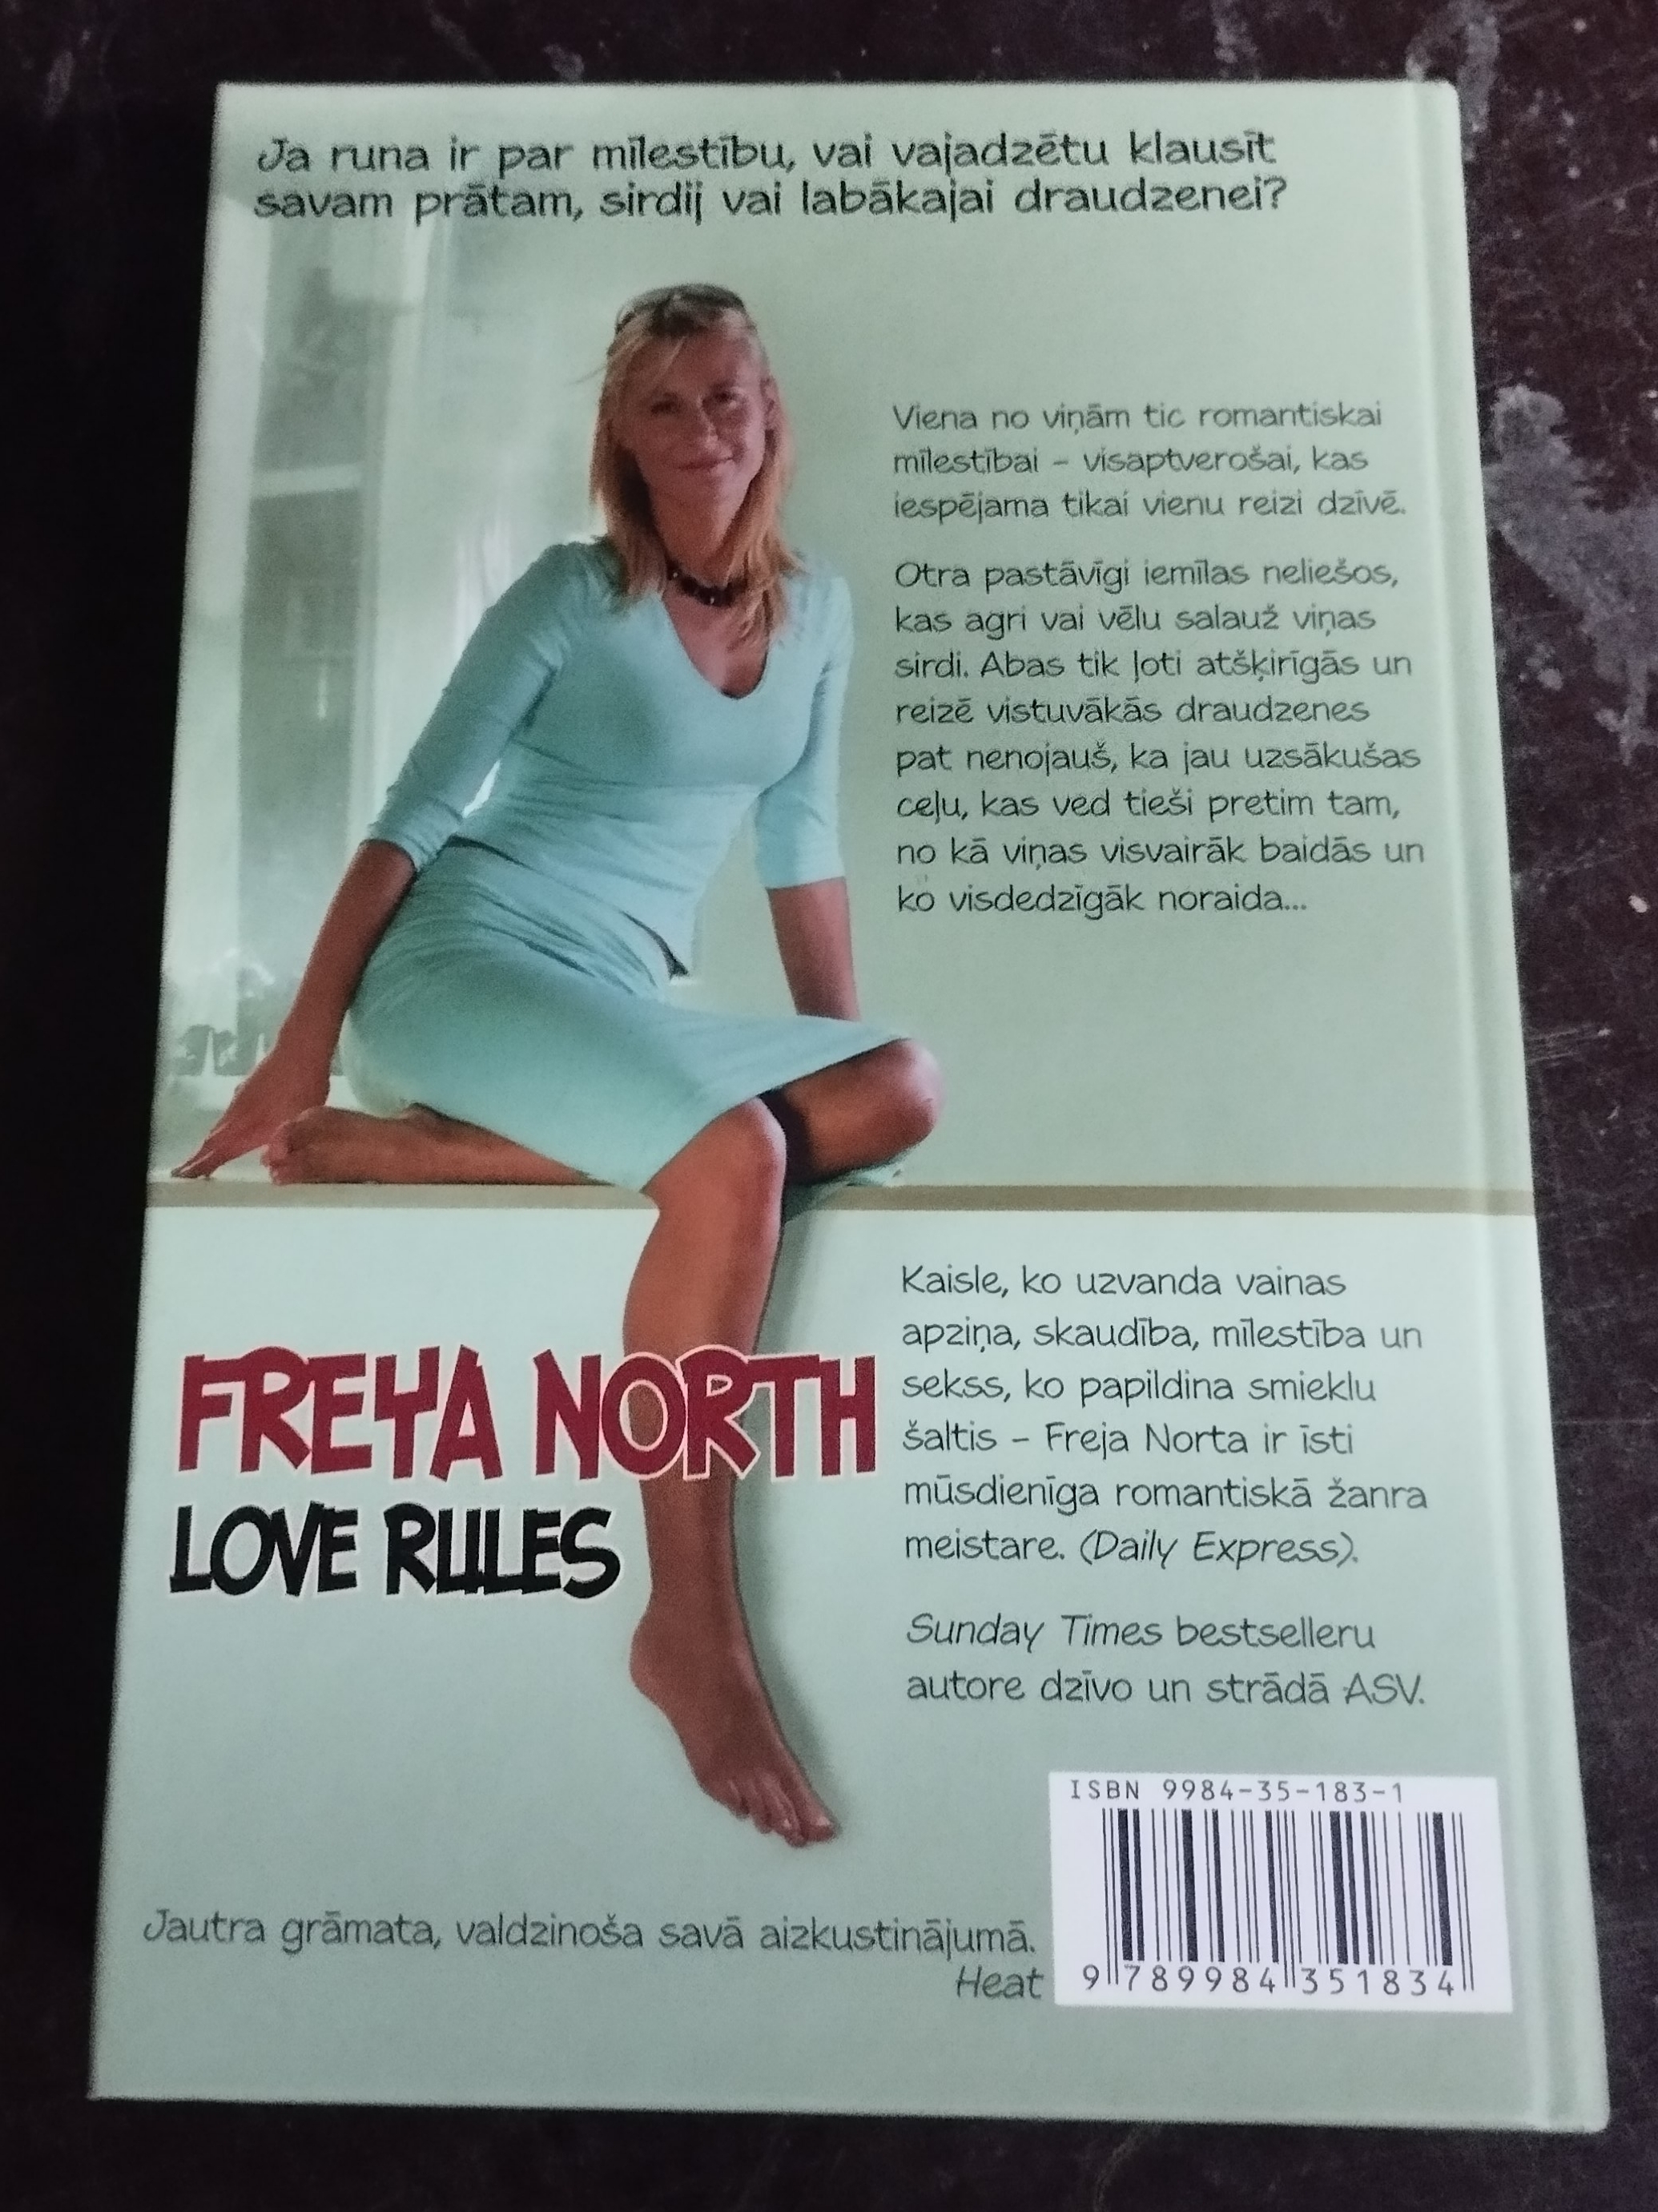 Ja runa ir par mīlestību, vai vajadzētu klausīt
savam prātam, sirdij vai labākajai draudzenei?
Viena no viņām tic romantiskai
mīlestībai – visaptverošai, kas
iespējama tikai vienu reizi dzīvē.
Otra pastāvīgi iemīlas neliešos,
kas agri vai vēlu salauž viņas
sirdi. Abas tik ļoti atšķirīgās un
reizē vistuvākās draudzenes
pat nenojauš, ka jau uzsākušas
ceļu, kas ved tieši pretim tam,
no kā viņas visvairāk baidās un
ko visdedzīgāk noraida...
Kaisle, ko uzvanda vainas
apziņa, skaudība, mīlestība un
sekss, ko papildina smieklu
šaltis – Freja Norta ir īsti
mūsdienīga romantiskā žanra
meistare. (Daily Express).
Sunday Times bestselleru
autore dzīvo un strādā ASV.
FREYA NORTH
LOVE RULES
Jautra grāmata, valdzinoša savā aizkustinājumā.
Heat
ISBN 9984-35-183-1
9 789984 351834